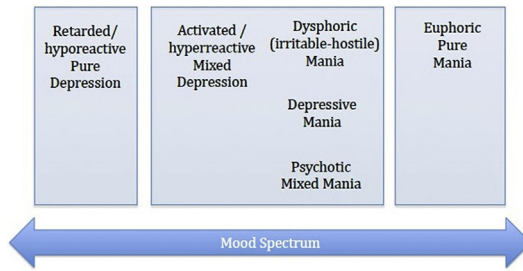 Retarded/
hyporeactive
Pure
Depression
Activated /
hyperreactive
Mixed
Depression
Dysphoric
(irritable-hostile)
Mania
Depressive
Mania
Psychotic
Mixed Mania
Euphoric
Pure
Mania
Mood Spectrum